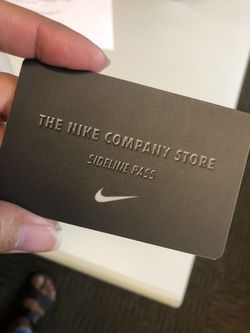 THE NIKE COMPANY STORE
SIDELINE PASS